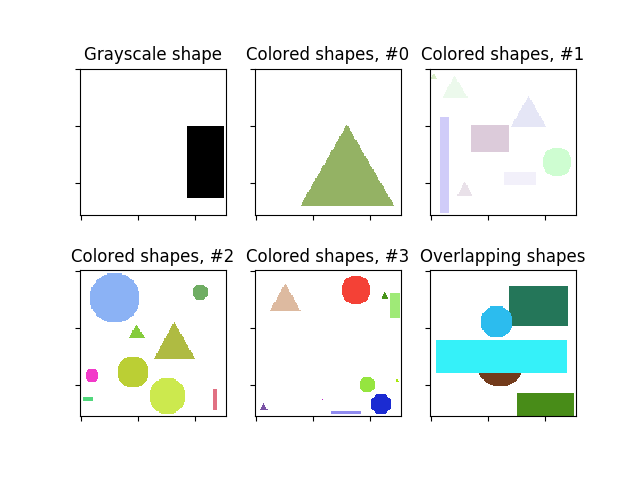 Grayscale shape
Colored shapes, #0
Colored shapes, #1
Colored shapes, #2
Colored shapes, #3
Overlapping shapes